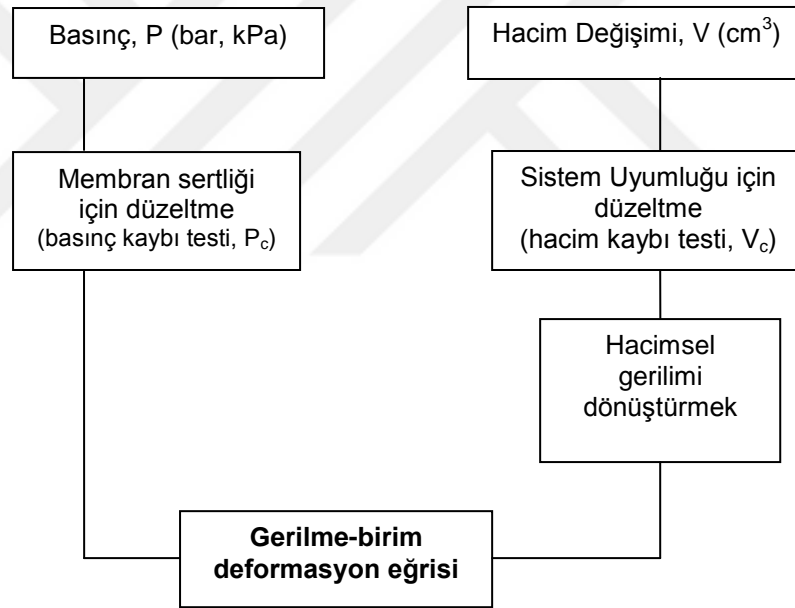 Basınç, P (bar, kPa)
Hacim Değişimi, V (cm³)
Membran sertliği
için düzeltme
(basınç kaybı testi, Pc)
Sistem Uyumluğu için
düzeltme
(hacim kaybı testi, Vc)
Hacimsel
gerilimi
dönüştürmek
Gerilme-birim
deformasyon eğrisi